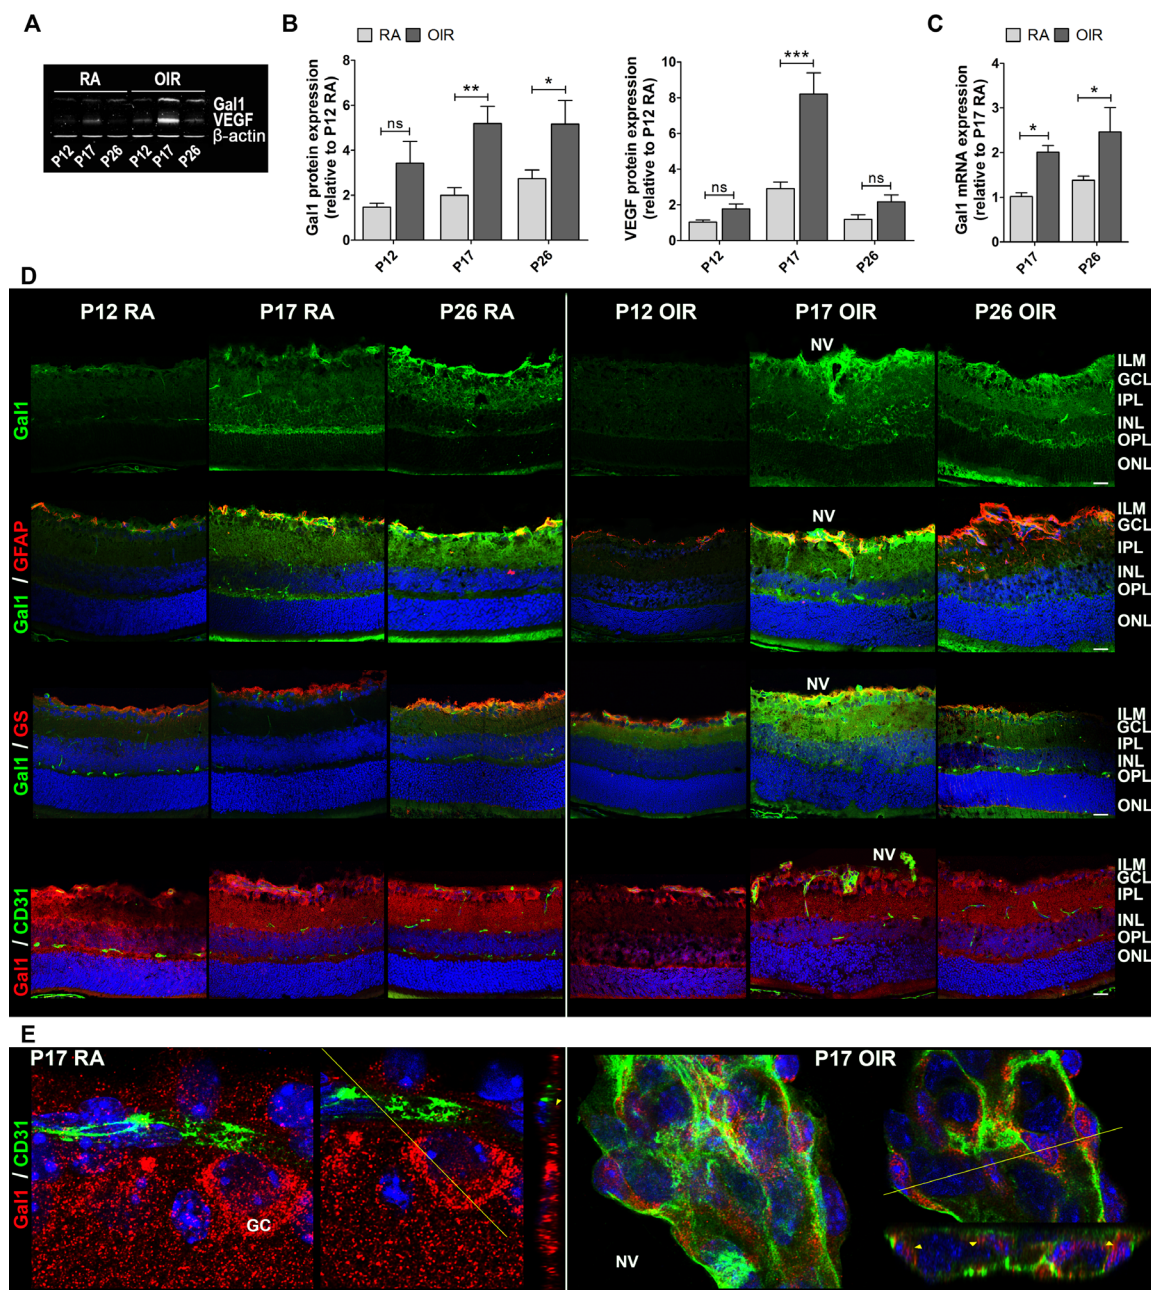 A
RA OIR
Gal1
VEGF
β-actin
P12 P17 P26 P12 P17 P26
B
RA OIR
Gal1 protein expression
(relative to P12 RA)
8
6
4
2
0
ns
**
*
P12 P17 P26
VEGF protein expression
(relative to P12 RA)
10
8
6
4
2
0
ns
***
ns
P12 P17 P26
C
RA OIR
Gal1 mRNA expression
(relative to P17 RA)
4
3
2
1
0
*
*
P17 P26
D
P12 RA P17 RA P26 RA P12 OIR P17 OIR P26 OIR
Gal1
NV
ILM
GCL
IPL
INL
OPL
ONL
Gal1 / GFAP
NV
ILM
GCL
IPL
INL
OPL
ONL
Gal1 / GS
NV
ILM
GCL
IPL
INL
OPL
ONL
Gal1 / CD31
NV
ILM
GCL
IPL
INL
OPL
ONL
E
P17 RA P17 OIR
Gal1 / CD31
GC
NV